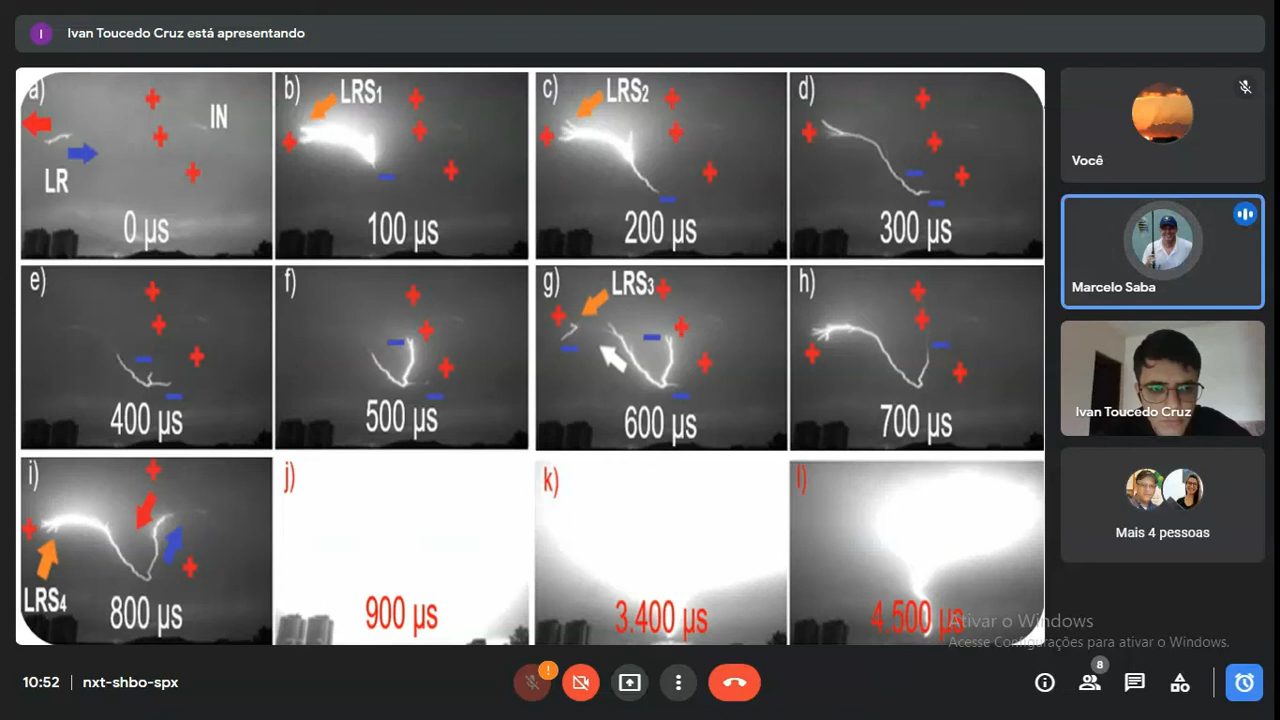 I
Ivan Toucedo Cruz está apresentando
a)
IN
LR
0 µs
b)
LRS1
100 µs
c)
LRS2
200 µs
d)
300 µs
e)
400 µs
f)
500 µs
g)
LRS3
600 µs
h)
700 µs
i)
LRS4
800 µs
j)
900 µs
k)
3.400 µs
l)
4.500 µs
Você
Marcelo Saba
Ivan Toucedo Cruz
Mais 4 pessoas
Ativar o Windows
Acesse Configurações para ativar o Windows.
10:52 | nxt-shbo-spx
!
8